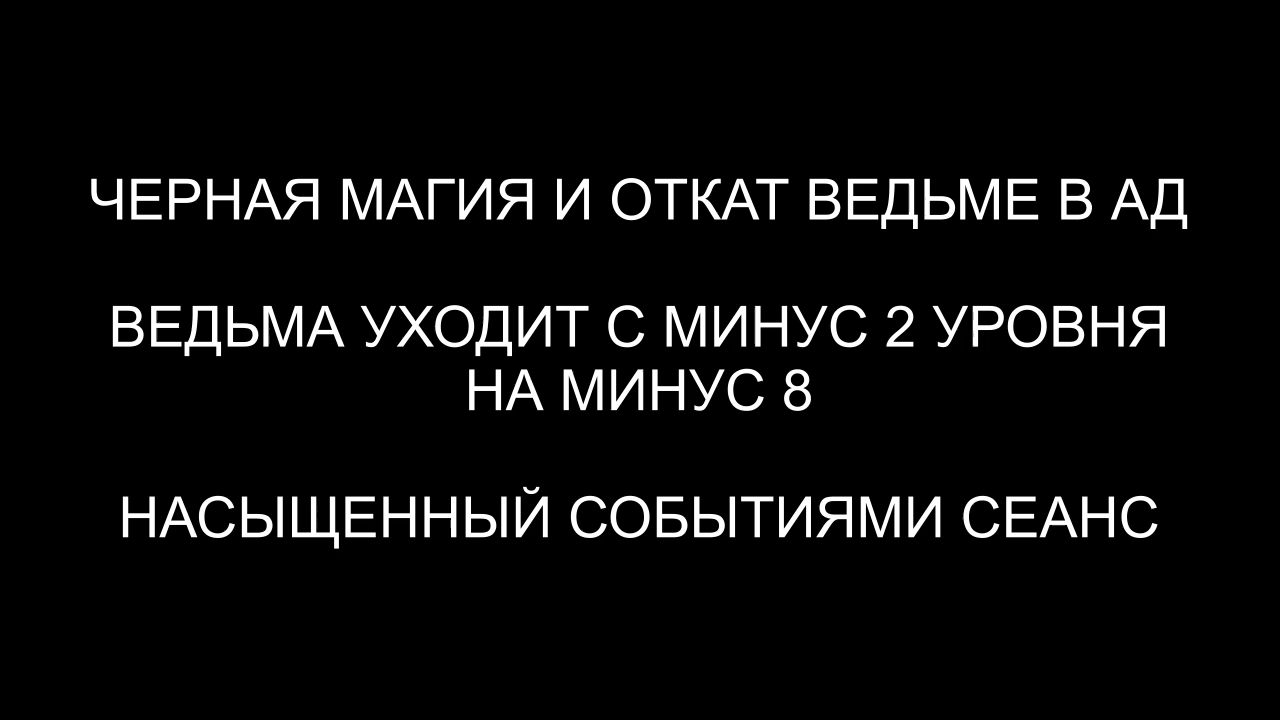 ЧЕРНАЯ МАГИЯ И ОТКАТ ВЕДЬМЕ В АД
ВЕДЬМА УХОДИТ С МИНУС 2 УРОВНЯ
НА МИНУС 8
НАСЫЩЕННЫЙ СОБЫТИЯМИ СЕАНС